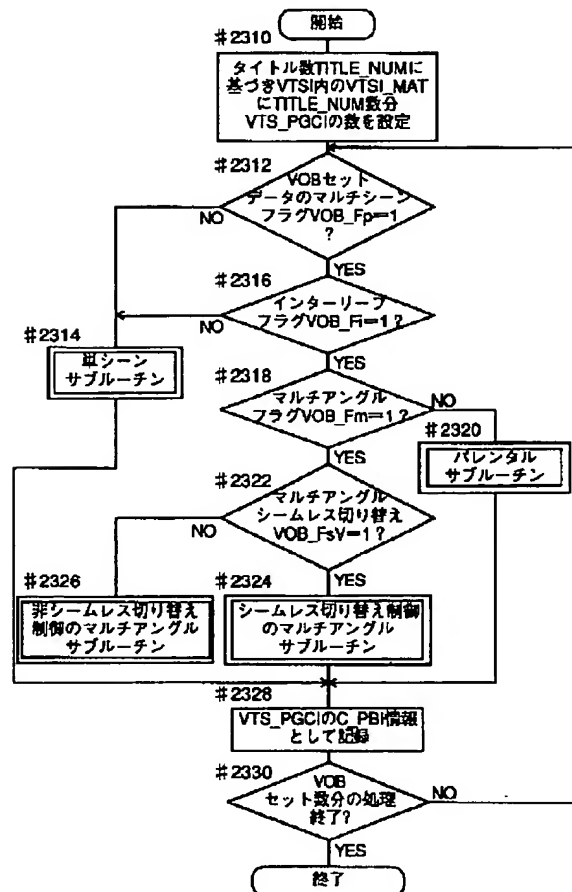 開始
#2310
タイトル数TITLE_NUMに
基づきVTSI内のVTSI_MAT
にTITLE_NUM数分
VTS_PGCIの数を設定
#2312
VOBセット
データのマルチシーン
フラグVOB_Fp=1
?
NO
YES
#2316
インターリーブ
フラグVOB_Fi=1?
NO
YES
#2314
単シーン
サブルーチン
#2318
マルチアングル
フラグVOB_Fm=1?
NO
YES
#2320
パレンタル
サブルーチン
#2322
マルチアングル
シームレス切り替え
VOB_FsV=1?
NO
YES
#2326
非シームレス切り替え
制御のマルチアングル
サブルーチン
#2324
シームレス切り替え制御
のマルチアングル
サブルーチン
#2328
VTS_PGCIのC_PBI情報
として記録
#2330
VOB
セット数分の処理
終了?
NO
YES
終了